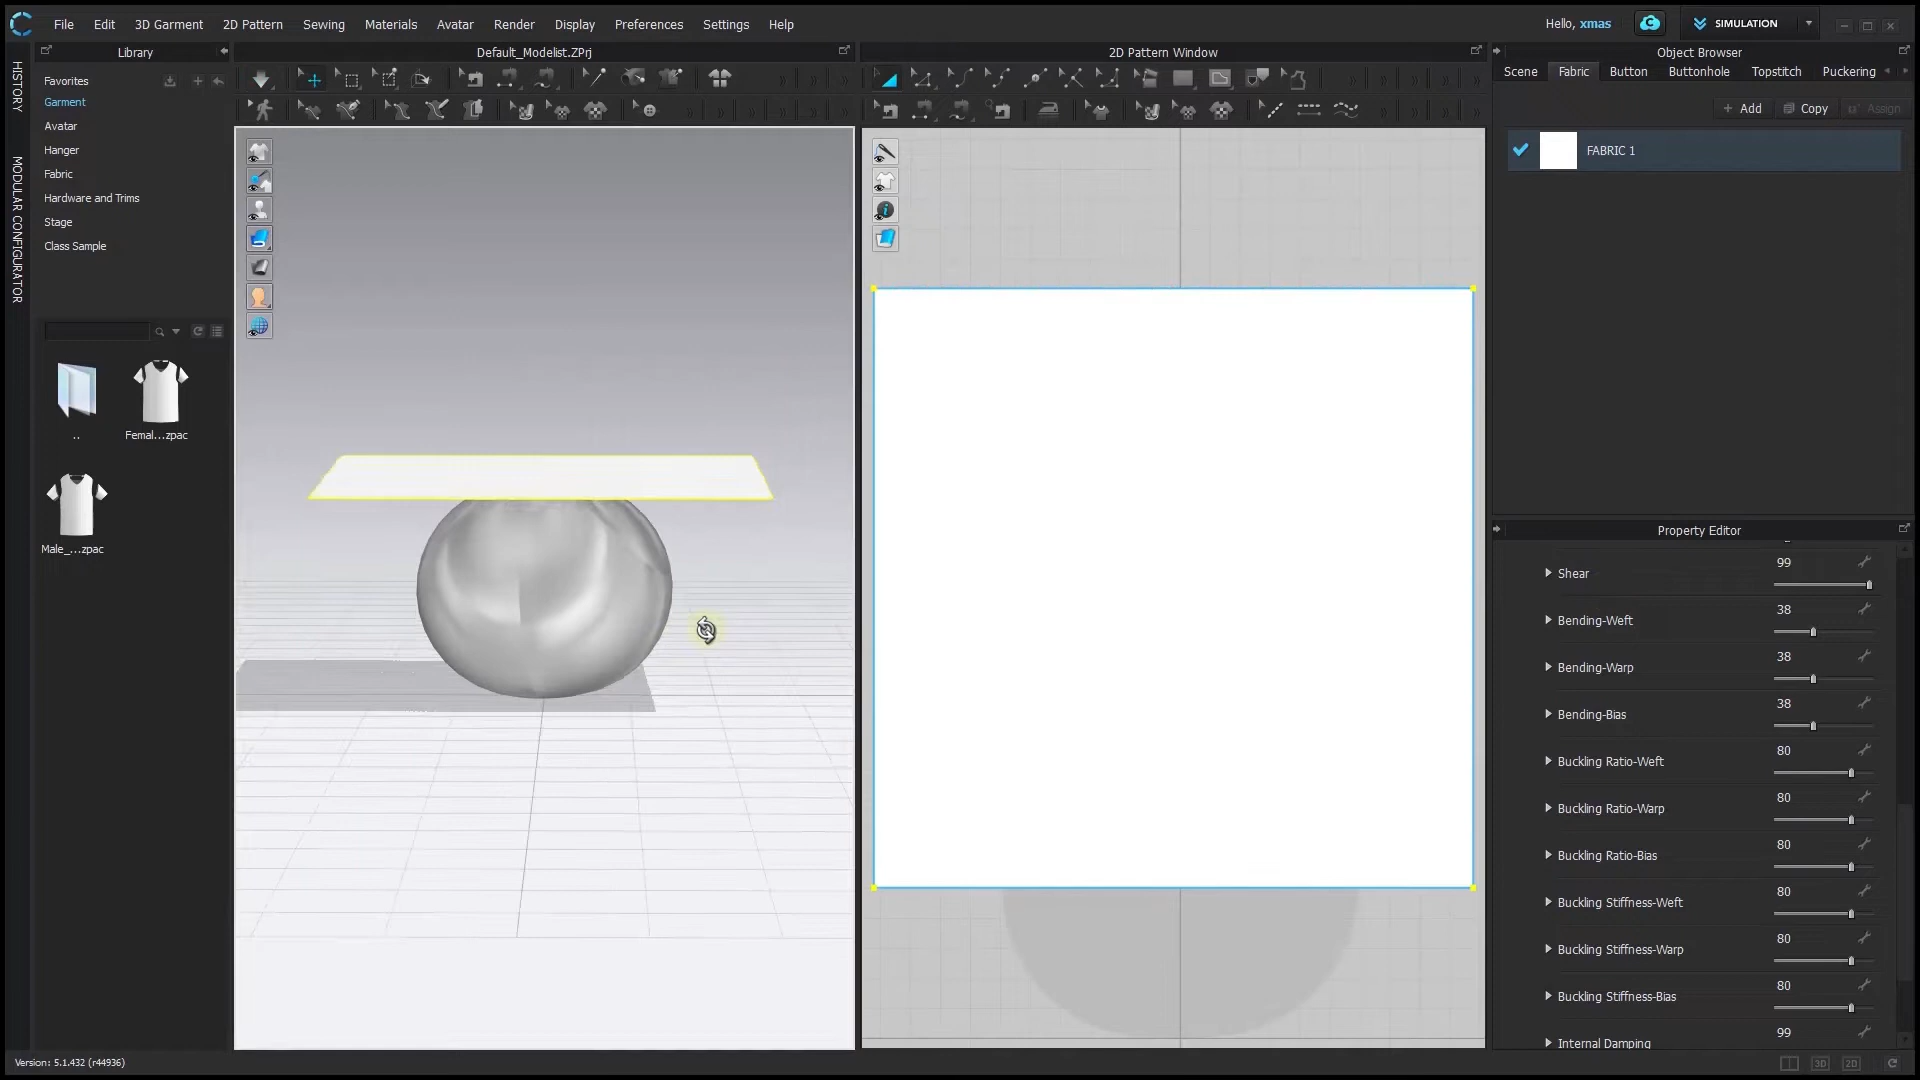 File Edit 3D Garment 2D Pattern Sewing Materials Avatar Render Display Preferences Settings Help
Hello, xmas
SIMULATION
HISTORY
MODULAR CONFIGURATOR
Library
Favorites
Garment
Avatar
Hanger
Fabric
Hardware and Trims
Stage
Class Sample
..
Femal...zpac
Male_...zpac
Default_Modelist.ZPrj
2D Pattern Window
Object Browser
Scene Fabric Button Buttonhole Topstitch Puckering
+ Add Copy Assign
FABRIC 1
Property Editor
Shear 99
Bending-Weft 38
Bending-Warp 38
Bending-Bias 38
Buckling Ratio-Weft 80
Buckling Ratio-Warp 80
Buckling Ratio-Bias 80
Buckling Stiffness-Weft 80
Buckling Stiffness-Warp 80
Buckling Stiffness-Bias 80
Internal Damping 99
Version: 5.1.432 (r44936)
3D 2D